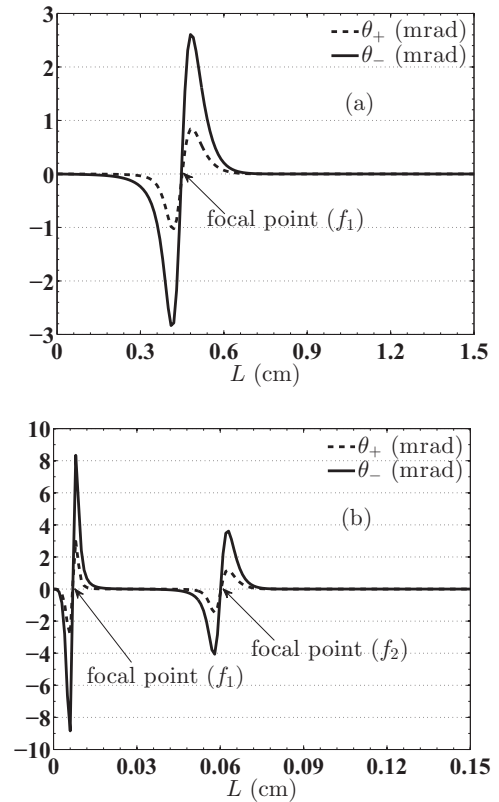 3
2
1
0
−1
−2
−3
θ₊ (mrad)
θ₋ (mrad)
(a)
focal point (f₁)
0 0.3 0.6 0.9 1.2 1.5
L (cm)
10
8
6
4
2
0
−2
−4
−6
−8
−10
θ₊ (mrad)
θ₋ (mrad)
(b)
focal point (f₂)
focal point (f₁)
0 0.03 0.06 0.09 0.12 0.15
L (cm)